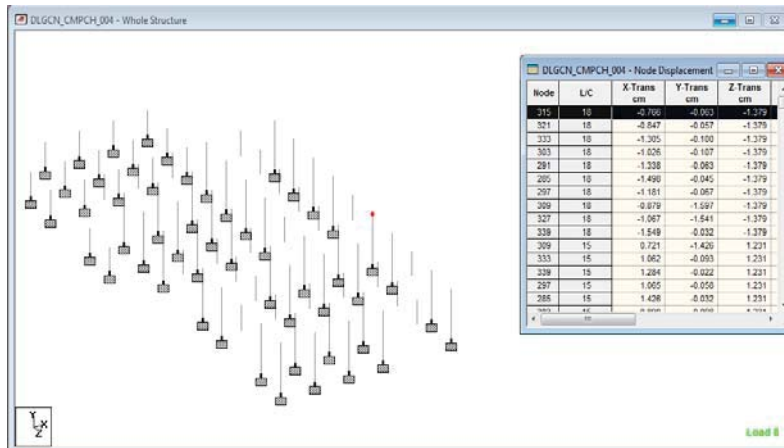 DLGCN_CMPCH_004 - Whole Structure
DLGCN_CMPCH_004 - Node Displacement
Node L/C X-Trans cm Y-Trans cm Z-Trans cm
315 18 -0.766 -0.063 -1.379
321 18 -0.847 -0.057 -1.379
333 18 -1.305 -0.100 -1.379
303 18 -1.026 -0.107 -1.379
291 18 -1.338 -0.063 -1.379
285 18 -1.498 -0.045 -1.379
297 18 -1.181 -0.067 -1.379
309 18 -0.879 -1.597 -1.379
327 18 -1.067 -1.541 -1.379
339 18 -1.549 -0.032 -1.379
309 15 0.721 -1.426 1.231
333 15 1.062 -0.093 1.231
339 15 1.284 -0.022 1.231
297 15 1.065 -0.058 1.231
285 15 1.426 -0.032 1.231
Y
X
Z
Load 8